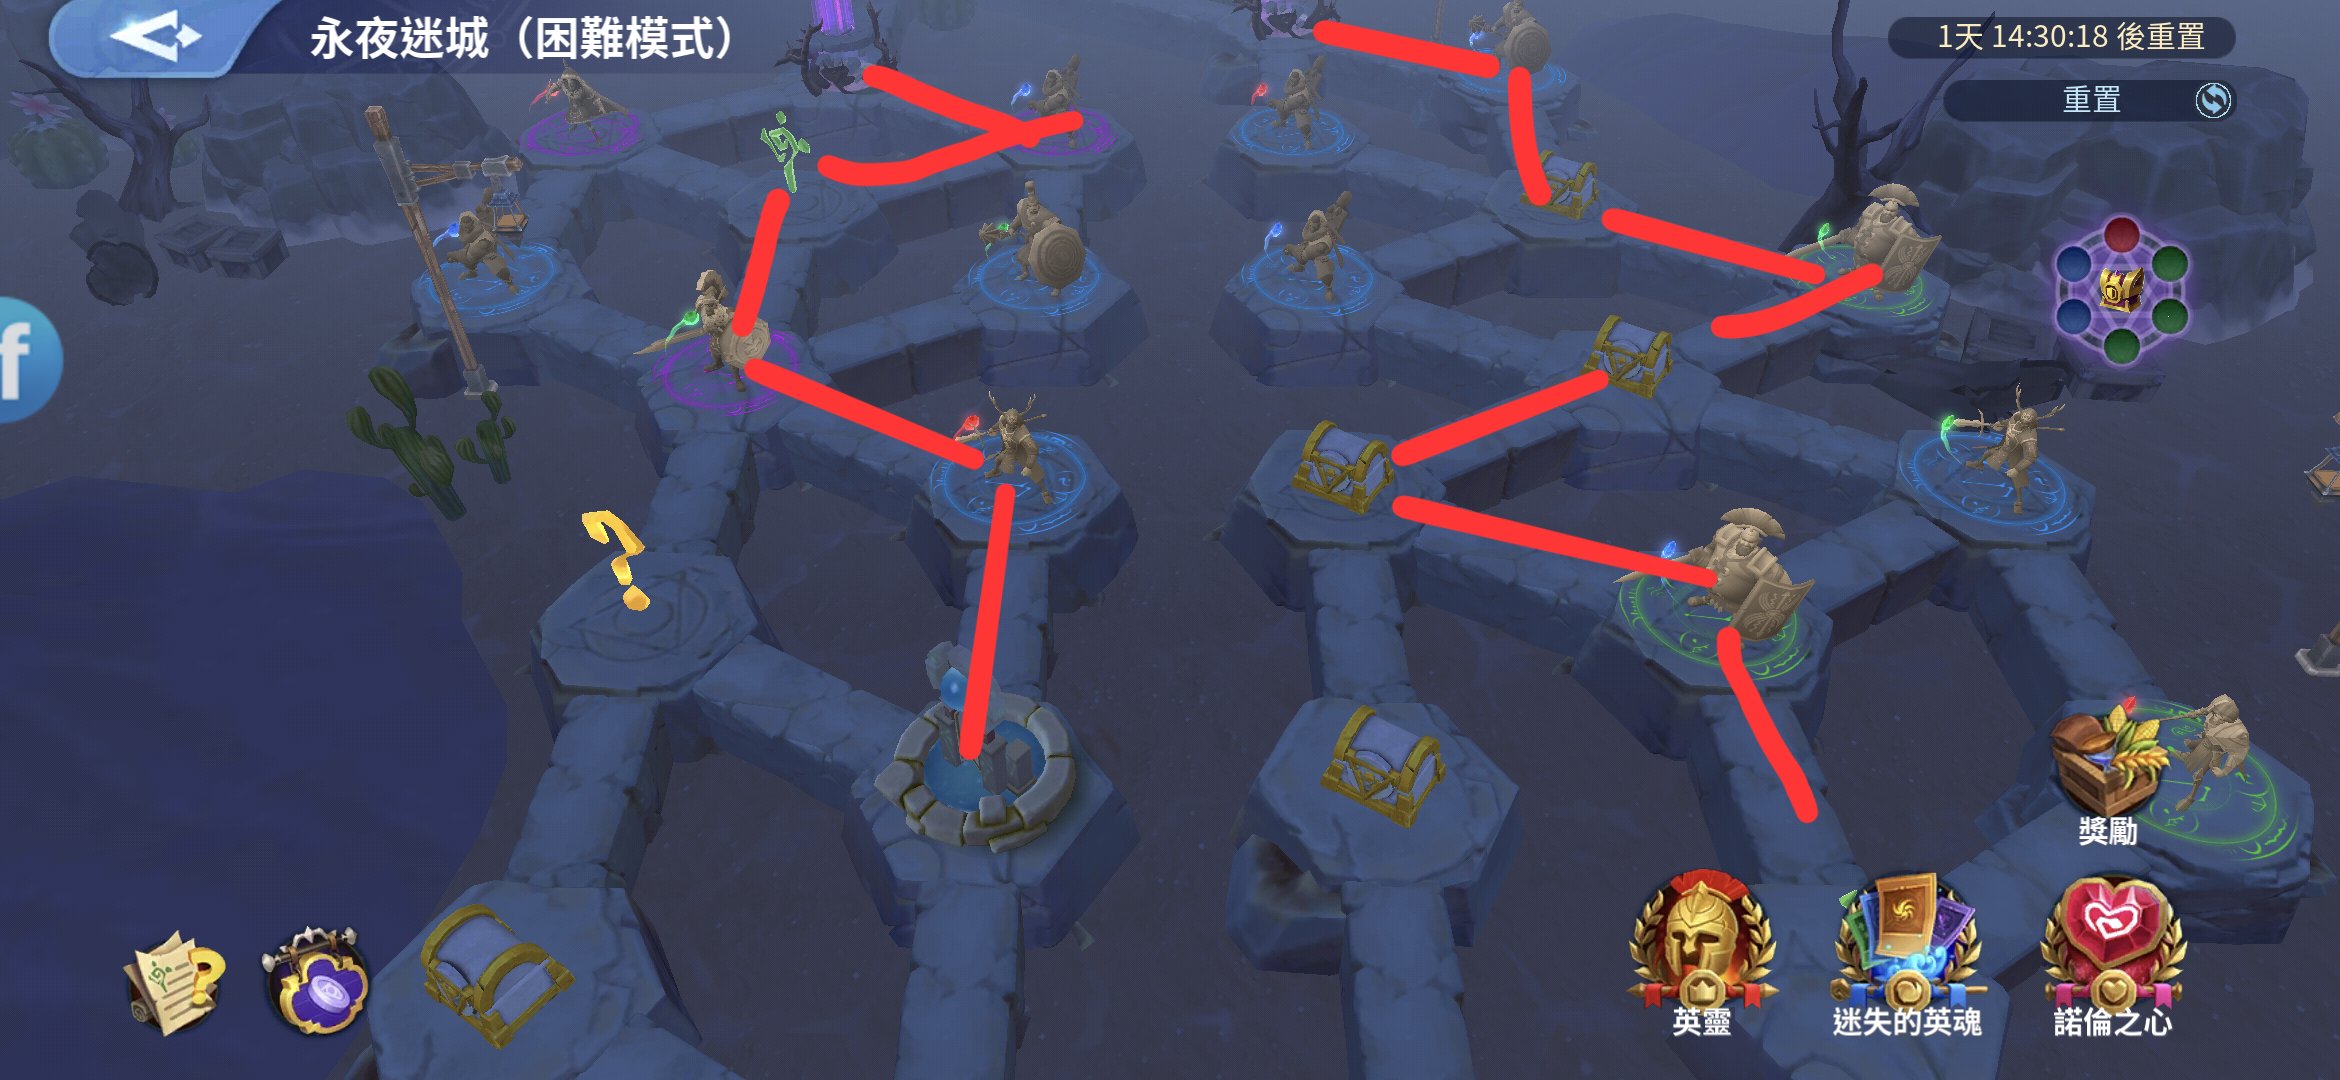 永夜迷城（困難模式）
1天 14:30:18 後重置
重置
f
獎勵
英靈
迷失的英魂
諾倫之心